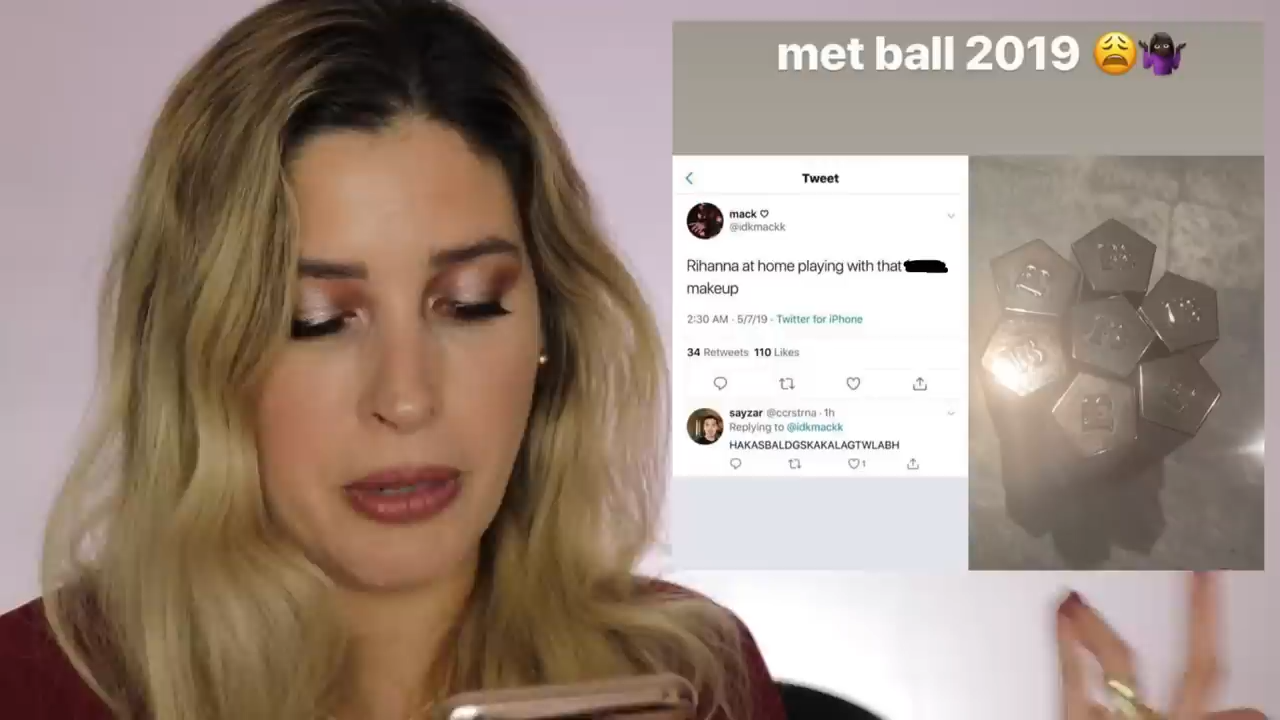 met ball 2019 😩🤷🏿‍♀️
Tweet
mack ♡
@idkmackk
Rihanna at home playing with that
makeup
2:30 AM · 5/7/19 · Twitter for iPhone
34 Retweets 110 Likes
sayzar @ccrstrna · 1h
Replying to @idkmackk
HAKASBALDGSKAKALAGTWLABH
1